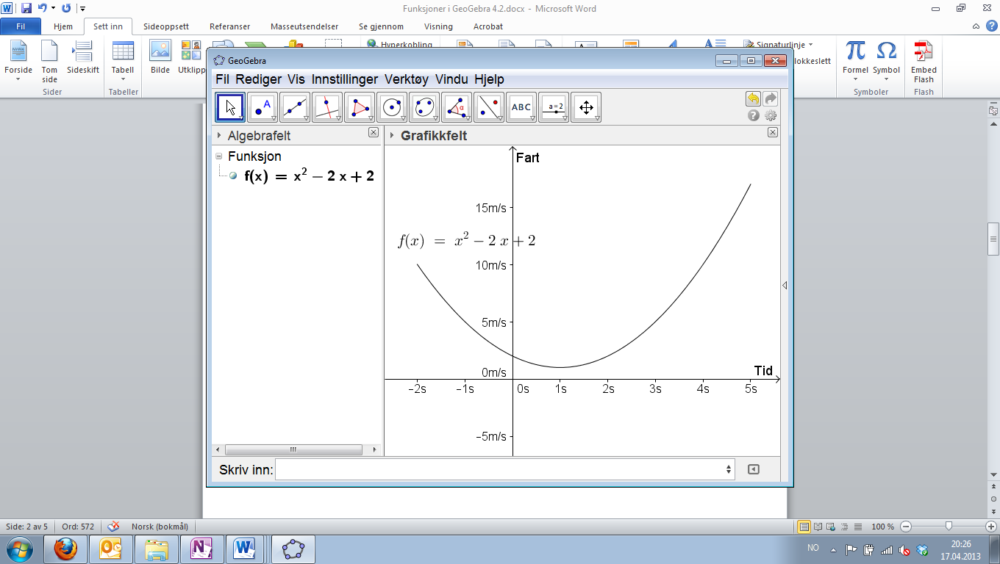 Funksjoner i GeoGebra 4.2.docx - Microsoft Word
Fil Hjem Sett inn Sideoppsett Referanser Masseutsendelser Se gjennom Visning Acrobat
Forside Tom side Sideskift Tabell Bilde Utklipp Hyperkobling Signaturlinje Formel Symbol Embed Flash
Sider Tabeller Symboler Flash
GeoGebra
Fil Rediger Vis Innstillinger Verktøy Vindu Hjelp
A α ABC a=2
Algebrafelt
Funksjon
f(x) = x² − 2 x + 2
Grafikkfelt
Fart
15m/s
f(x) = x² − 2 x + 2
10m/s
5m/s
0m/s
Tid
−2s −1s 0s 1s 2s 3s 4s 5s
−5m/s
Skriv inn:
Side: 2 av 5 Ord: 572 Norsk (bokmål) 100 %
NO 20:26
17.04.2013